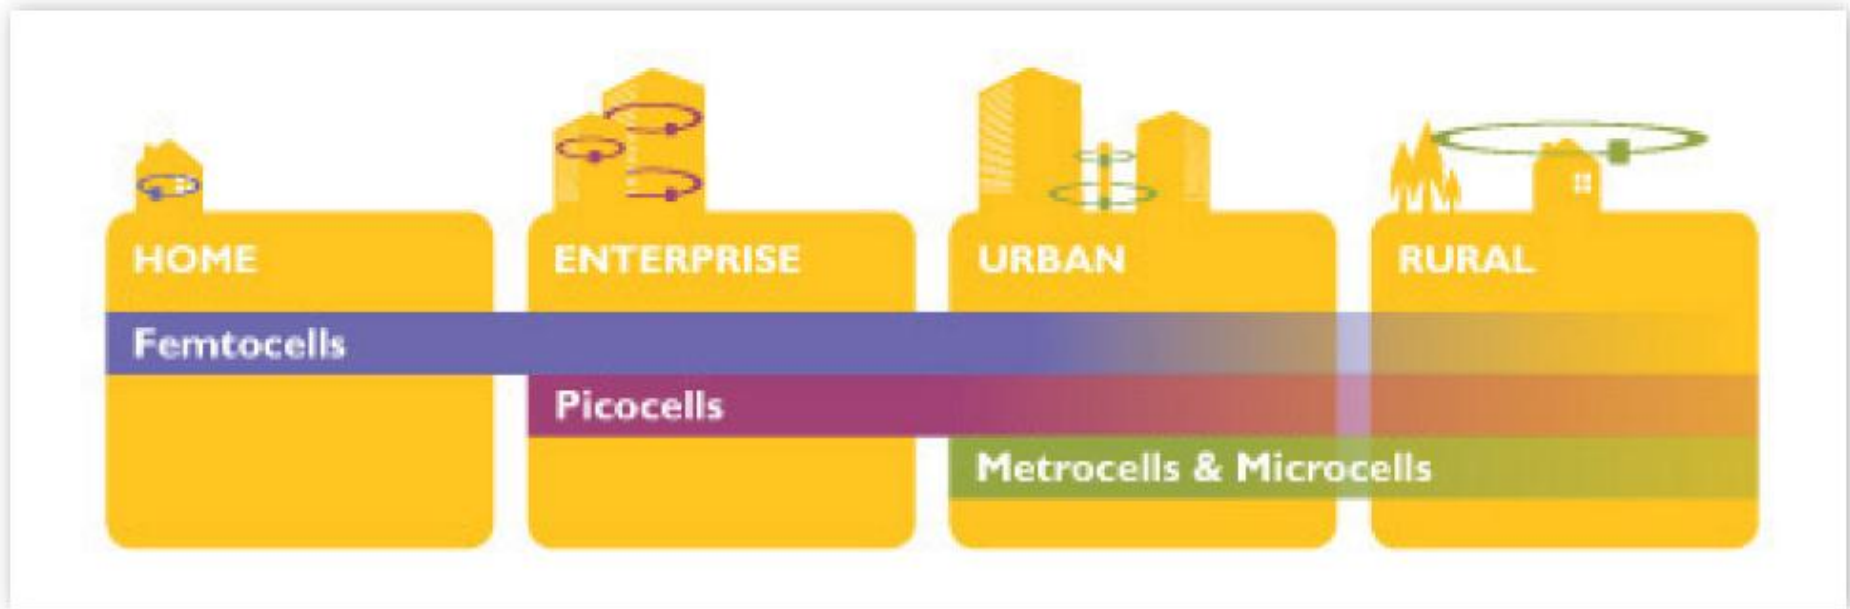 HOME
ENTERPRISE
URBAN
RURAL
Femtocells
Picocells
Metrocells & Microcells